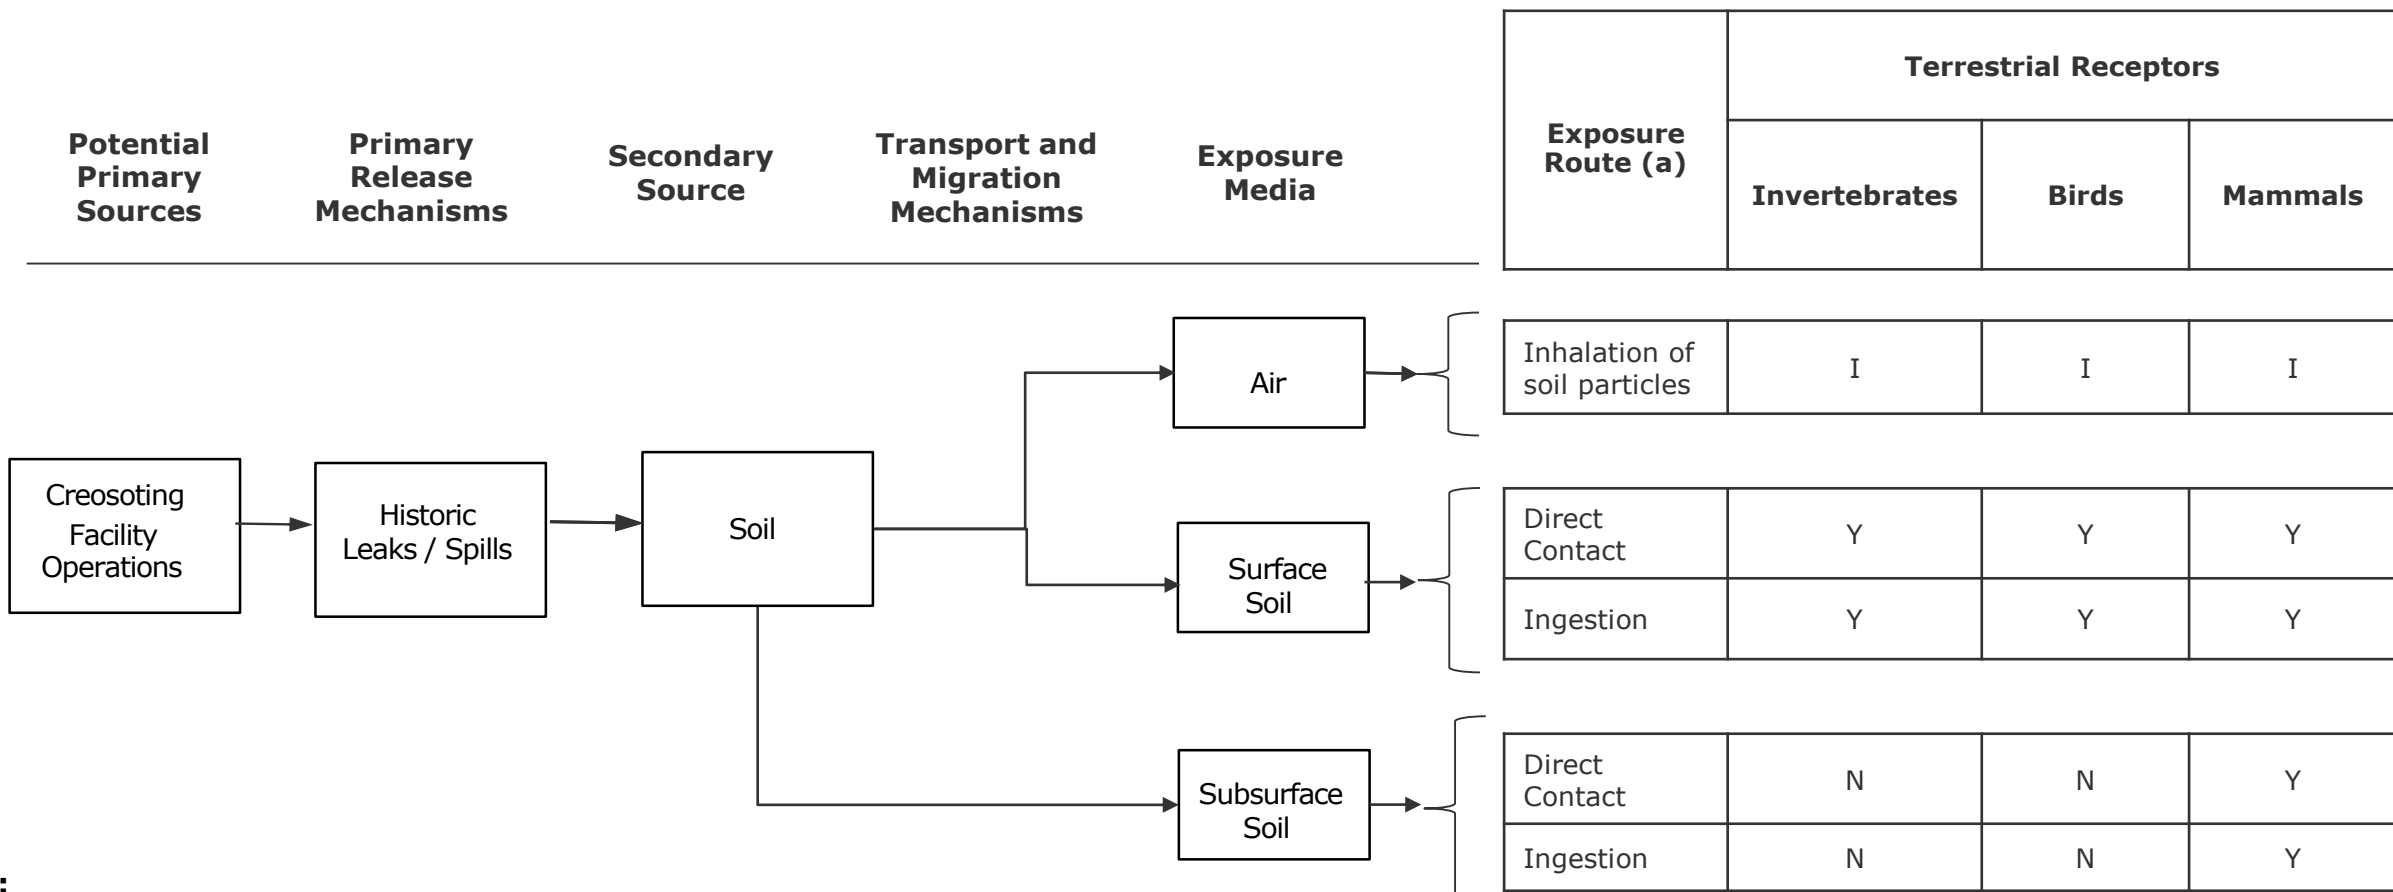 Potential
Primary
Sources
Primary
Release
Mechanisms
Secondary
Source
Transport and
Migration
Mechanisms
Exposure
Media
Exposure
Route (a)
Terrestrial Receptors
Invertebrates
Birds
Mammals
Creosoting
Facility
Operations
Historic
Leaks / Spills
Soil
Air
Inhalation of
soil particles
I
I
I
Surface
Soil
Direct
Contact
Y
Y
Y
Ingestion
Y
Y
Y
Subsurface
Soil
Direct
Contact
N
N
Y
Ingestion
N
N
Y